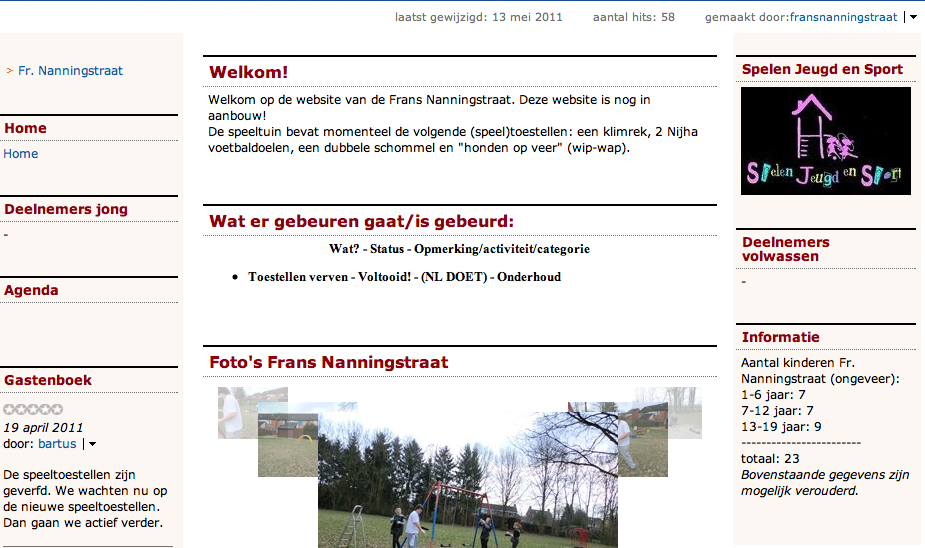 laatst gewijzigd: 13 mei 2011 aantal hits: 58 gemaakt door:fransnanningstraat
> Fr. Nanningstraat
Home
Home
Deelnemers jong
-
Agenda
Gastenboek
19 april 2011
door: bartus
De speeltoestellen zijn
geverfd. We wachten nu op
de nieuwe speeltoestellen.
Dan gaan we actief verder.
Welkom!
Welkom op de website van de Frans Nanningstraat. Deze website is nog in
aanbouw!
De speeltuin bevat momenteel de volgende (speel)toestellen: een klimrek, 2 Nijha
voetbaldoelen, een dubbele schommel en "honden op veer" (wip-wap).
Wat er gebeuren gaat/is gebeurd:
Wat? - Status - Opmerking/activiteit/categorie
• Toestellen verven - Voltooid! - (NL DOET) - Onderhoud
Foto's Frans Nanningstraat
Spelen Jeugd en Sport
Spelen Jeugd en Sport
Deelnemers
volwassen
-
Informatie
Aantal kinderen Fr.
Nanningstraat (ongeveer):
1-6 jaar: 7
7-12 jaar: 7
13-19 jaar: 9
------------------------
totaal: 23
Bovenstaande gegevens zijn
mogelijk verouderd.